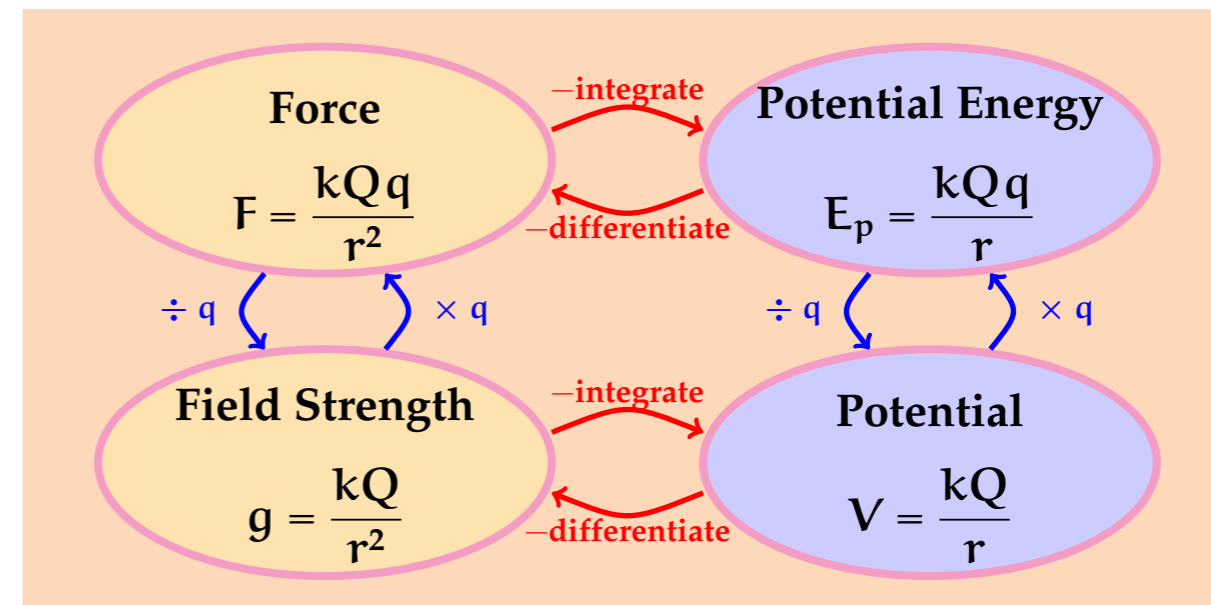 Force
F = kQq / r²
−integrate
−differentiate
Potential Energy
Eₚ = kQq / r
÷ q
× q
÷ q
× q
Field Strength
g = kQ / r²
−integrate
−differentiate
Potential
V = kQ / r